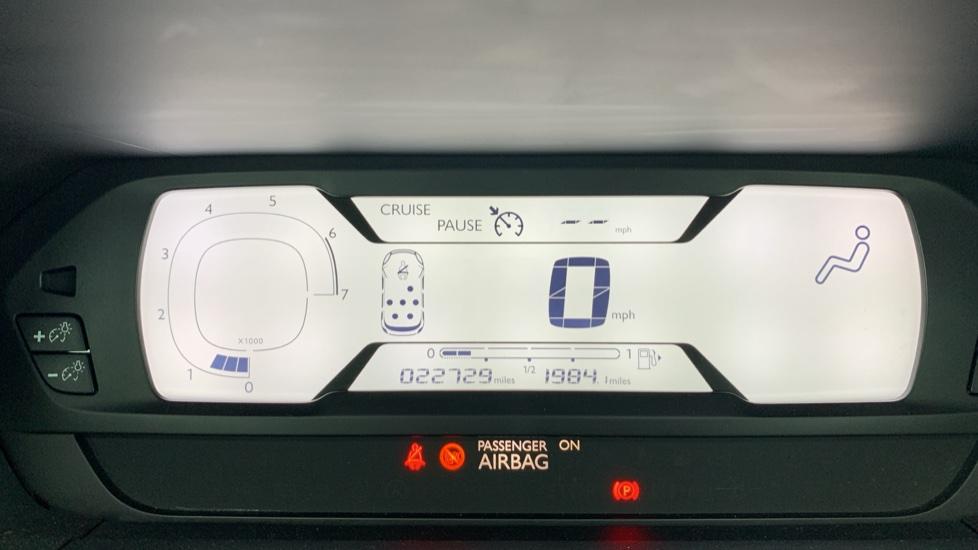 CRUISE
PAUSE -- mph
4 5 6
3
2
7
x1000
1
0
0 mph
0 1/2 1
022729 miles 1984.1 miles
+
-
PASSENGER ON
AIRBAG
P